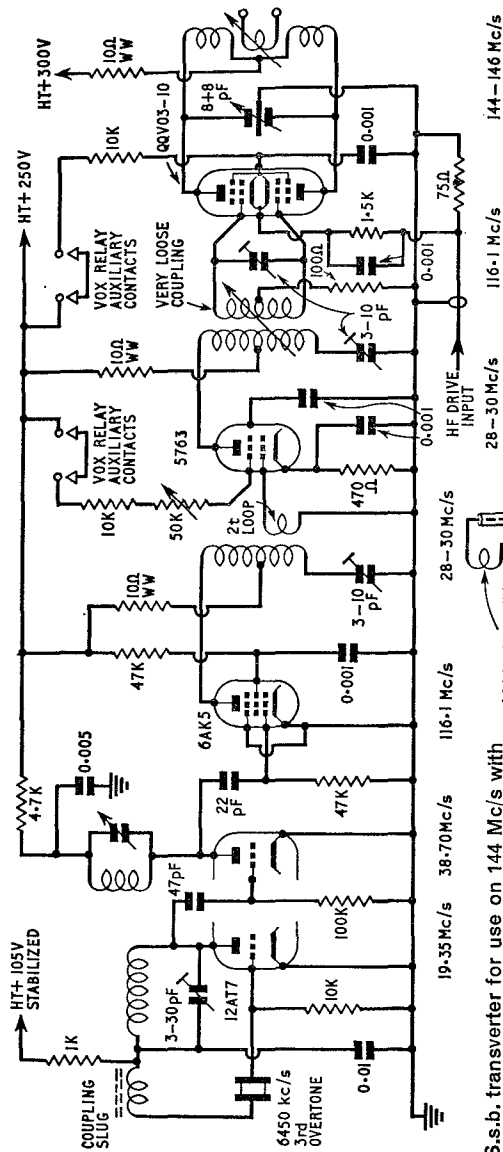 HT+ 105V
STABILIZED
1K
COUPLING
SLUG
3-30pF
47pF
12AT7
6450 kc/s
3rd
OVERTONE
10K
0·01
100K
4·7K
0·005
22
pF
47K
6AK5
47K
10Ω
WW
0·001
3-10
pF
VOX RELAY
AUXILIARY
CONTACTS
10K
50K
2t
LOOP
5763
470
Ω
10Ω
WW
0·001
3-10
pF
VERY LOOSE
COUPLING
HT+ 250V
VOX RELAY
AUXILIARY
CONTACTS
10K
QQV03-10
100Ω
0·001
1·5K
0·001
8+8
pF
HT+300V
10Ω
WW
HF DRIVE
INPUT
75Ω
19·35 Mc/s
38·70 Mc/s
116·1 Mc/s
28-30 Mc/s
28-30 Mc/s
116·1 Mc/s
144-146 Mc/s
S.s.b. transverter for use on 144 Mc/s with